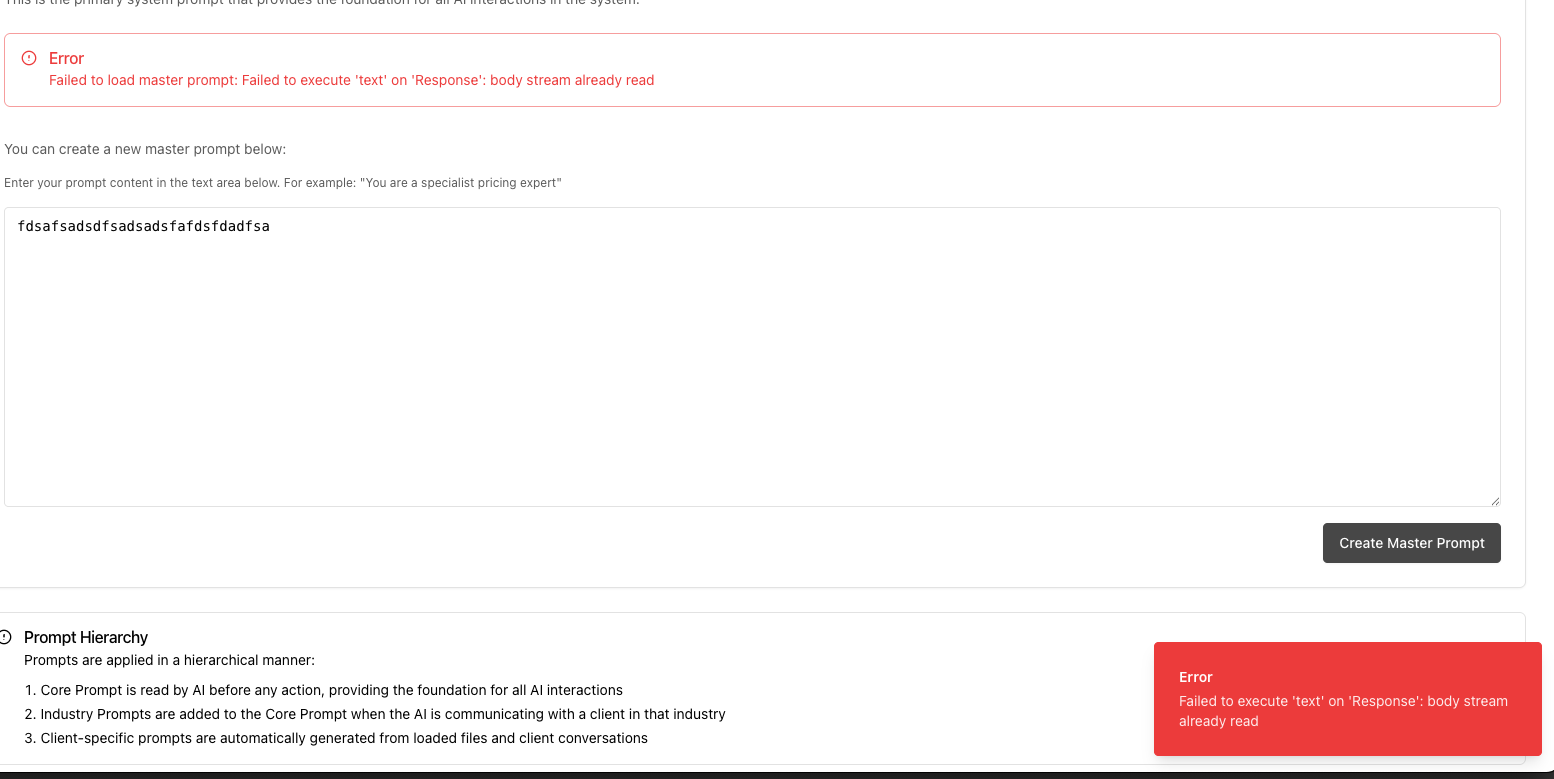 This is the primary system prompt that provides the foundation for all AI interactions in the system.
Error
Failed to load master prompt: Failed to execute 'text' on 'Response': body stream already read
You can create a new master prompt below:
Enter your prompt content in the text area below. For example: "You are a specialist pricing expert"
fdsafsadsdfsadsadsfafdsfdadfsa
Create Master Prompt
Prompt Hierarchy
Prompts are applied in a hierarchical manner:
1. Core Prompt is read by AI before any action, providing the foundation for all AI interactions
2. Industry Prompts are added to the Core Prompt when the AI is communicating with a client in that industry
3. Client-specific prompts are automatically generated from loaded files and client conversations
Error
Failed to execute 'text' on 'Response': body stream
already read